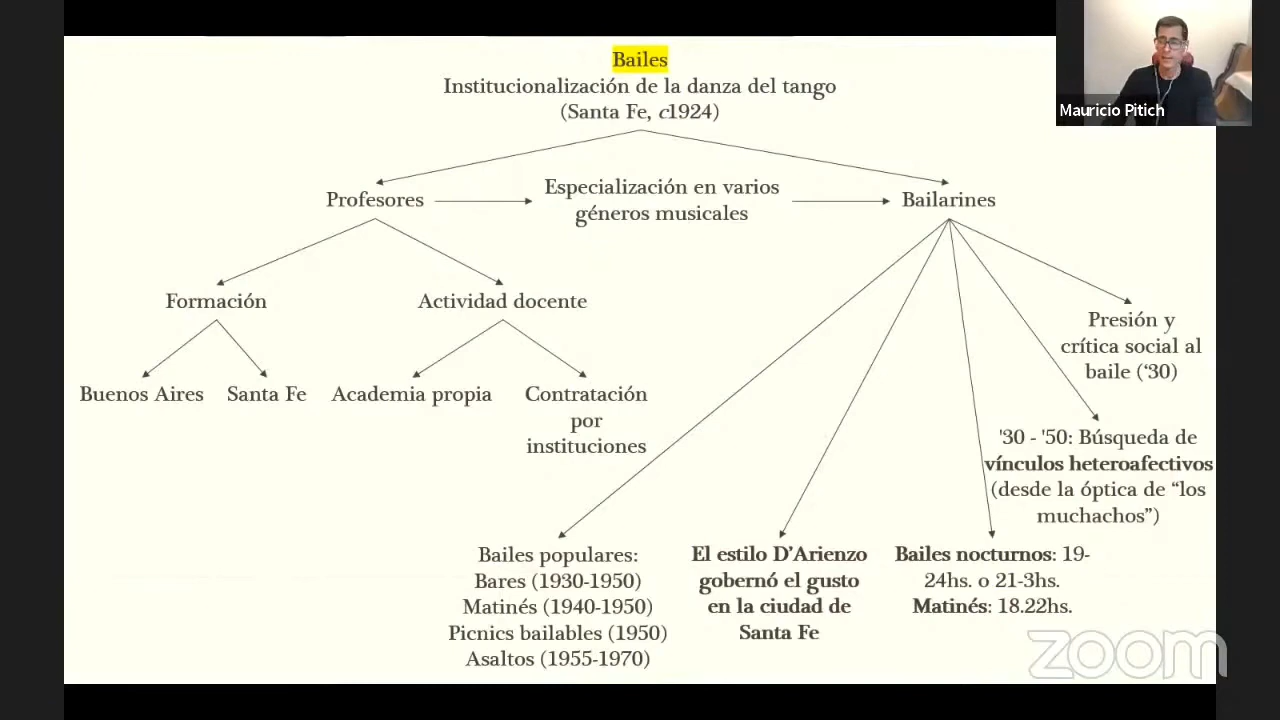 Bailes
Institucionalización de la danza del tango
(Santa Fe, c1924)
Mauricio Pitich
Profesores
Especialización en varios
géneros musicales
Bailarines
Formación
Actividad docente
Buenos Aires
Santa Fe
Academia propia
Contratación
por
instituciones
Presión y
crítica social al
baile (‘30)
'30 - '50: Búsqueda de
vínculos heteroafectivos
(desde la óptica de “los
muchachos”)
Bailes populares:
Bares (1930-1950)
Matinés (1940-1950)
Picnics bailables (1950)
Asaltos (1955-1970)
El estilo D’Arienzo
gobernó el gusto
en la ciudad de
Santa Fe
Bailes nocturnos: 19-
24hs. o 21-3hs.
Matinés: 18.22hs.
zoom